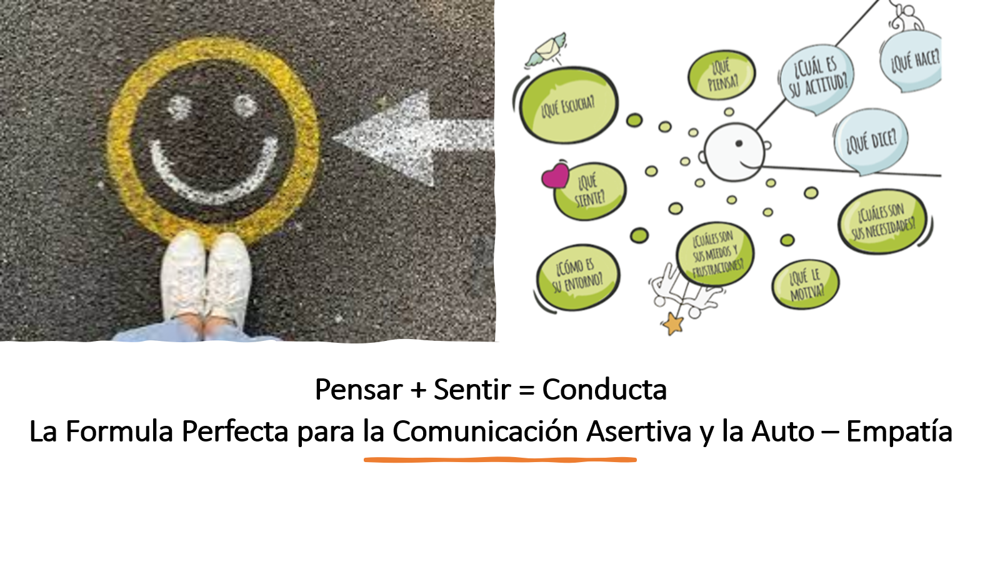 ¿QUÉ
PIENSA?
¿CUÁL ES
SU ACTITUD?
¿QUÉ HACE?
¿QUÉ ESCUCHA?
¿QUÉ DICE?
¿QUÉ
SIENTE?
¿CUÁLES SON
SUS NECESIDADES?
¿CUÁLES SON
SUS MIEDOS Y
FRUSTRACIONES?
¿CÓMO ES
SU ENTORNO?
¿QUÉ LE
MOTIVA?
Pensar + Sentir = Conducta
La Formula Perfecta para la Comunicación Asertiva y la Auto – Empatía